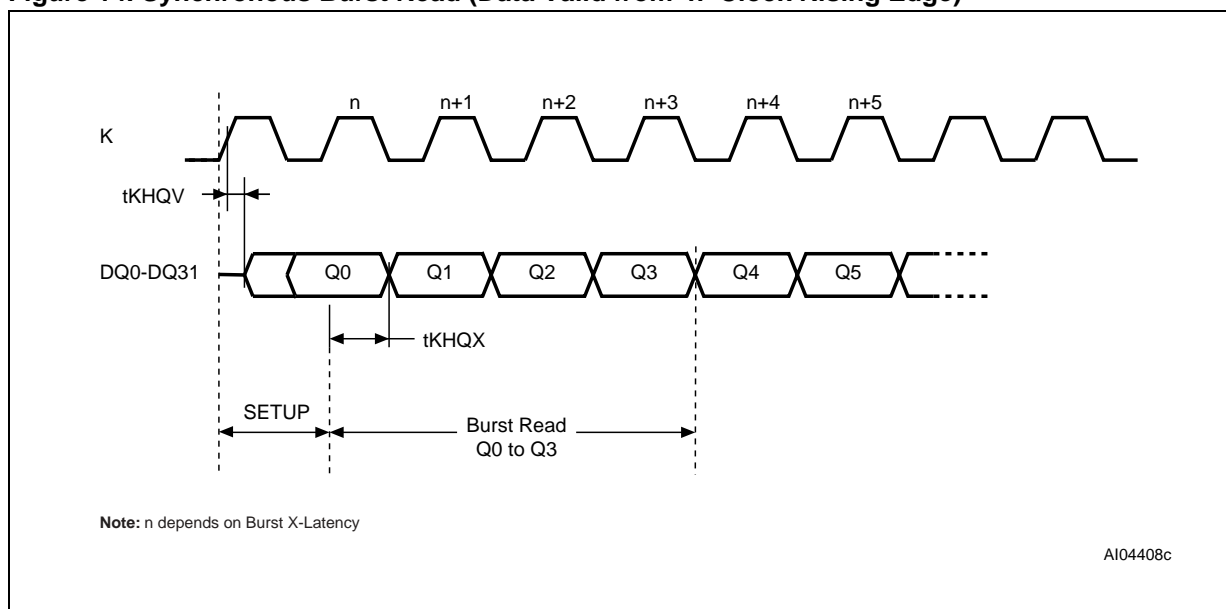 Figure 14. Synchronous Burst Read (Data Valid from 'n' Clock Rising Edge)
n n+1 n+2 n+3 n+4 n+5
K
tKHQV
DQ0-DQ31 Q0 Q1 Q2 Q3 Q4 Q5
tKHQX
SETUP
Burst Read
Q0 to Q3
Note: n depends on Burst X-Latency
AI04408c